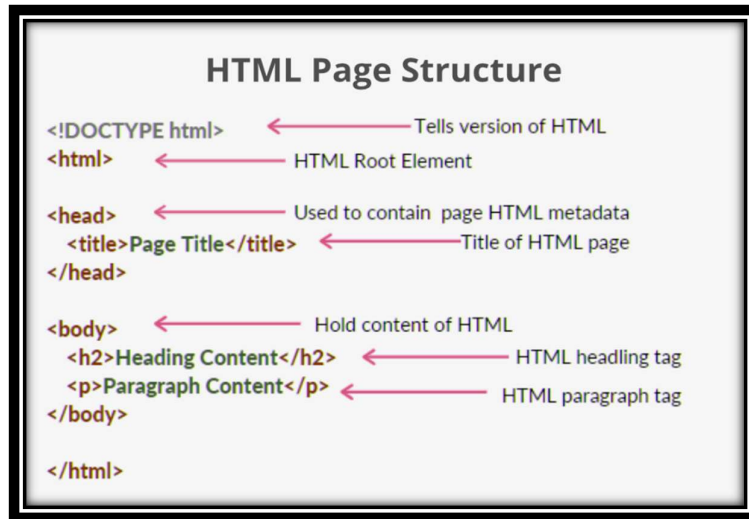 HTML Page Structure
<!DOCTYPE html> Tells version of HTML
<html> HTML Root Element
<head> Used to contain page HTML metadata
<title>Page Title</title> Title of HTML page
</head>
<body> Hold content of HTML
<h2>Heading Content</h2> HTML headling tag
<p>Paragraph Content</p> HTML paragraph tag
</body>
</html>